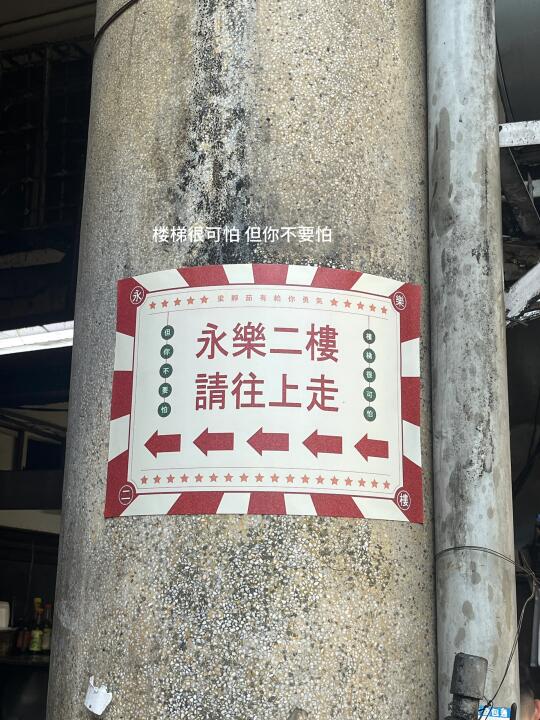 楼梯很可怕 但你不要怕
永
樂
梁靜茹有給你勇氣
樓梯很可怕
但你不要怕
永樂二樓
請往上走
二
樓